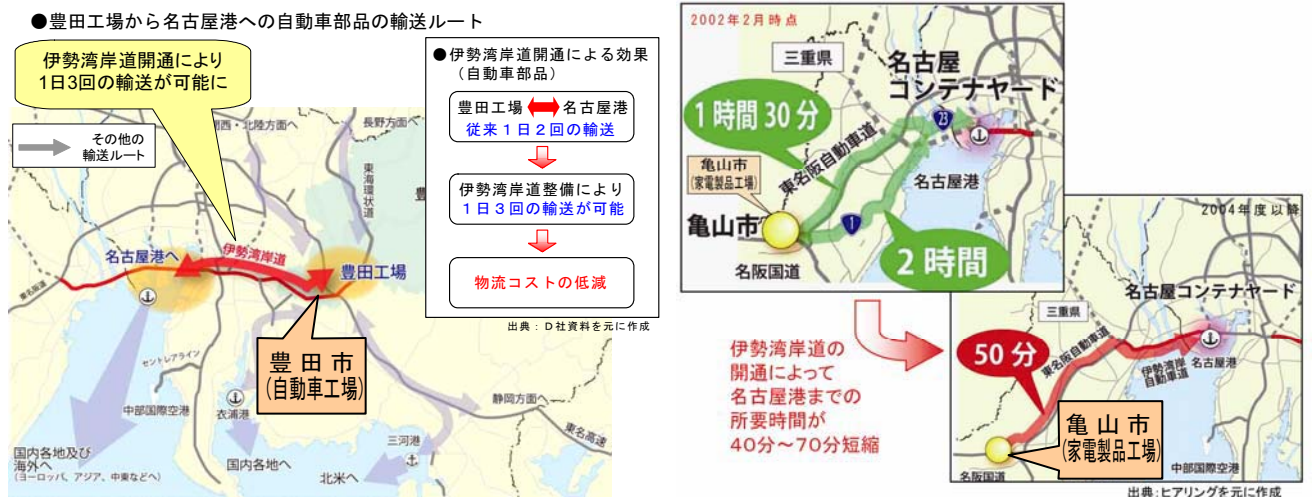 ●豊田工場から名古屋港への自動車部品の輸送ルート
伊勢湾岸道開通により
1日3回の輸送が可能に
その他の
輸送ルート
関西・北陸方面へ
長野方面へ
東海環状道
名古屋港へ
伊勢湾岸道
豊田工場
東名阪道
豊田市
(自動車工場)
セントレアライン
中部国際空港
衣浦港
三河港
静岡方面へ
東名高速
国内各地及び
海外へ
(ヨーロッパ、アジア、中東などへ)
国内各地へ
北米へ
●伊勢湾岸道開通による効果
(自動車部品)
豊田工場 名古屋港
従来1日2回の輸送
伊勢湾岸道整備により
1日3回の輸送が可能
物流コストの低減
出典:D社資料を元に作成
2002年2月時点
三重県
名古屋
コンテナヤード
1時間30分
23
東名阪自動車道
亀山市
(家電製品工場)
名古屋港
亀山市
1
2時間
名阪国道
伊勢湾岸道の
開通によって
名古屋港までの
所要時間が
40分~70分短縮
2004年度以降
名古屋コンテナヤード
三重県
50分
東名阪自動車道
名古屋港
伊勢湾岸
自動車道
亀山市
(家電製品工場)
名阪国道
中部国際空港
出典:ヒアリングを元に作成